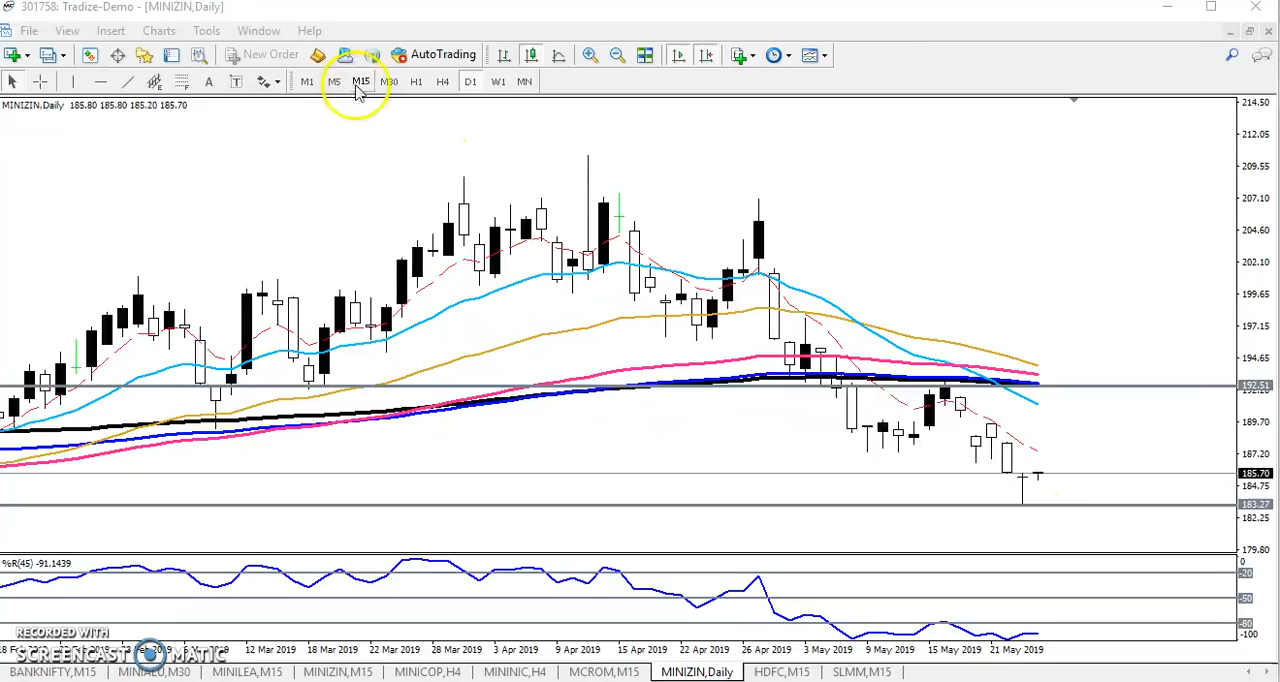 301758: Tradize-Demo - [MINIZIN,Daily]
File View Insert Charts Tools Window Help
New Order AutoTrading
A T M1 M5 M15 M30 H1 H4 D1 W1 MN
MINIZIN,Daily 185.80 185.80 185.20 185.70
214.50
212.05
209.55
207.10
204.60
202.10
199.65
197.15
194.65
192.51
189.70
187.20
185.70
184.75
183.27
182.25
179.80
%R(45) -91.1439
0
-20
-50
-80
-100
12 Mar 2019 18 Mar 2019 22 Mar 2019 28 Mar 2019 3 Apr 2019 9 Apr 2019 15 Apr 2019 22 Apr 2019 26 Apr 2019 3 May 2019 9 May 2019 15 May 2019 21 May 2019
RECORDED WITH
SCREENCAST MATIC
BANKNIFTY,M15 MINIALU,M30 MINILEA,M15 MINIZIN,M15 MINICOP,H4 MININIC,H4 MCROM,M15 MINIZIN,Daily HDFC,M15 SLMM,M15